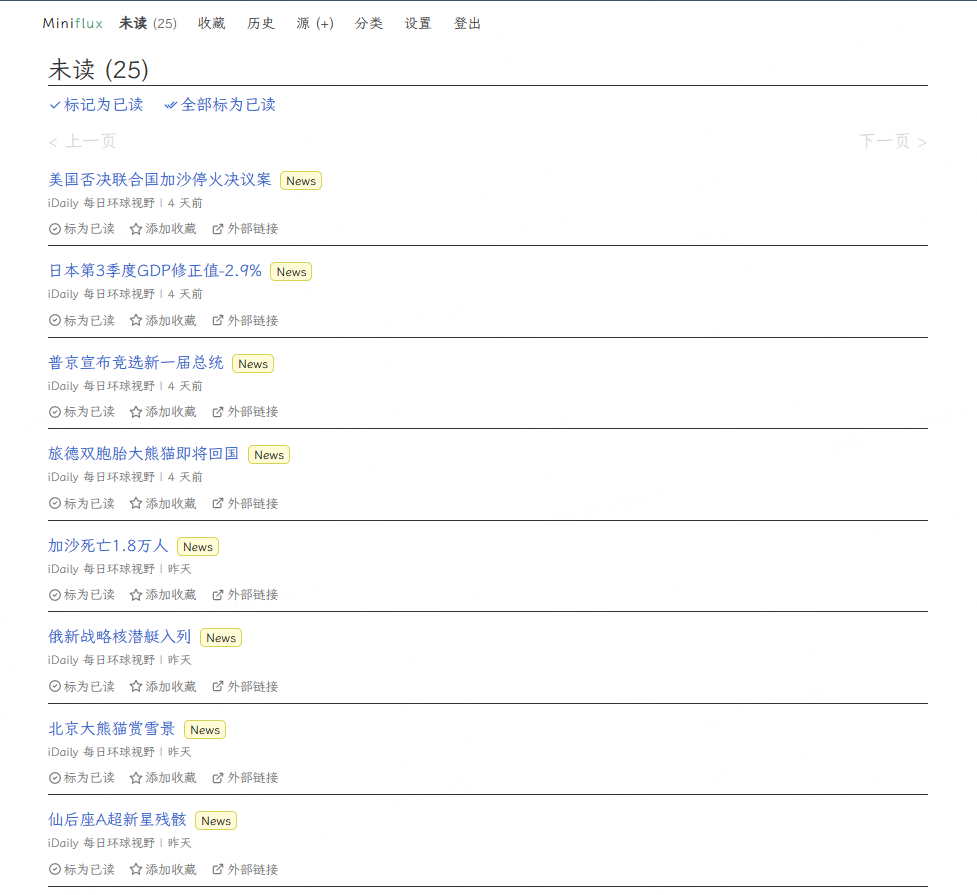 Miniflux 未读 (25) 收藏 历史 源 (+) 分类 设置 登出
未读 (25)
标记为已读 全部标为已读
< 上一页 下一页 >
美国否决联合国加沙停火决议案 News
iDaily 每日环球视野 | 4 天前
标为已读 添加收藏 外部链接
日本第3季度GDP修正值-2.9% News
iDaily 每日环球视野 | 4 天前
标为已读 添加收藏 外部链接
普京宣布竞选新一届总统 News
iDaily 每日环球视野 | 4 天前
标为已读 添加收藏 外部链接
旅德双胞胎大熊猫即将回国 News
iDaily 每日环球视野 | 4 天前
标为已读 添加收藏 外部链接
加沙死亡1.8万人 News
iDaily 每日环球视野 | 昨天
标为已读 添加收藏 外部链接
俄新战略核潜艇入列 News
iDaily 每日环球视野 | 昨天
标为已读 添加收藏 外部链接
北京大熊猫赏雪景 News
iDaily 每日环球视野 | 昨天
标为已读 添加收藏 外部链接
仙后座A超新星残骸 News
iDaily 每日环球视野 | 昨天
标为已读 添加收藏 外部链接